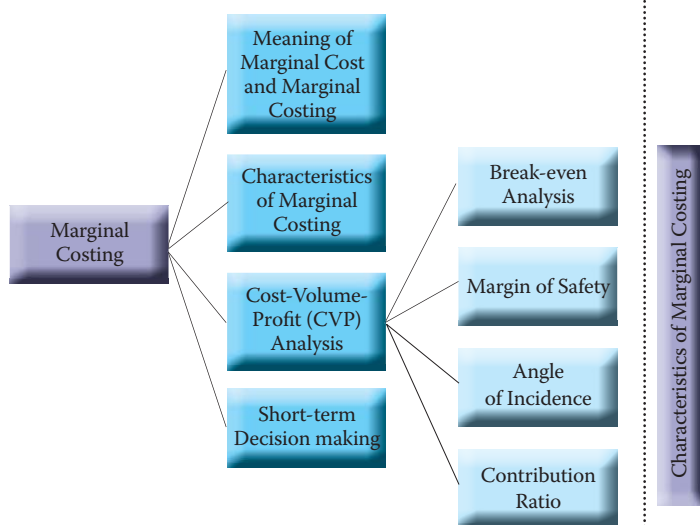 Marginal
Costing
Meaning of
Marginal Cost
and Marginal
Costing
Characteristics
of Marginal
Costing
Cost-Volume-
Profit (CVP)
Analysis
Short-term
Decision making
Break-even
Analysis
Margin of Safety
Angle
of Incidence
Contribution
Ratio
Characteristics of Marginal Costing